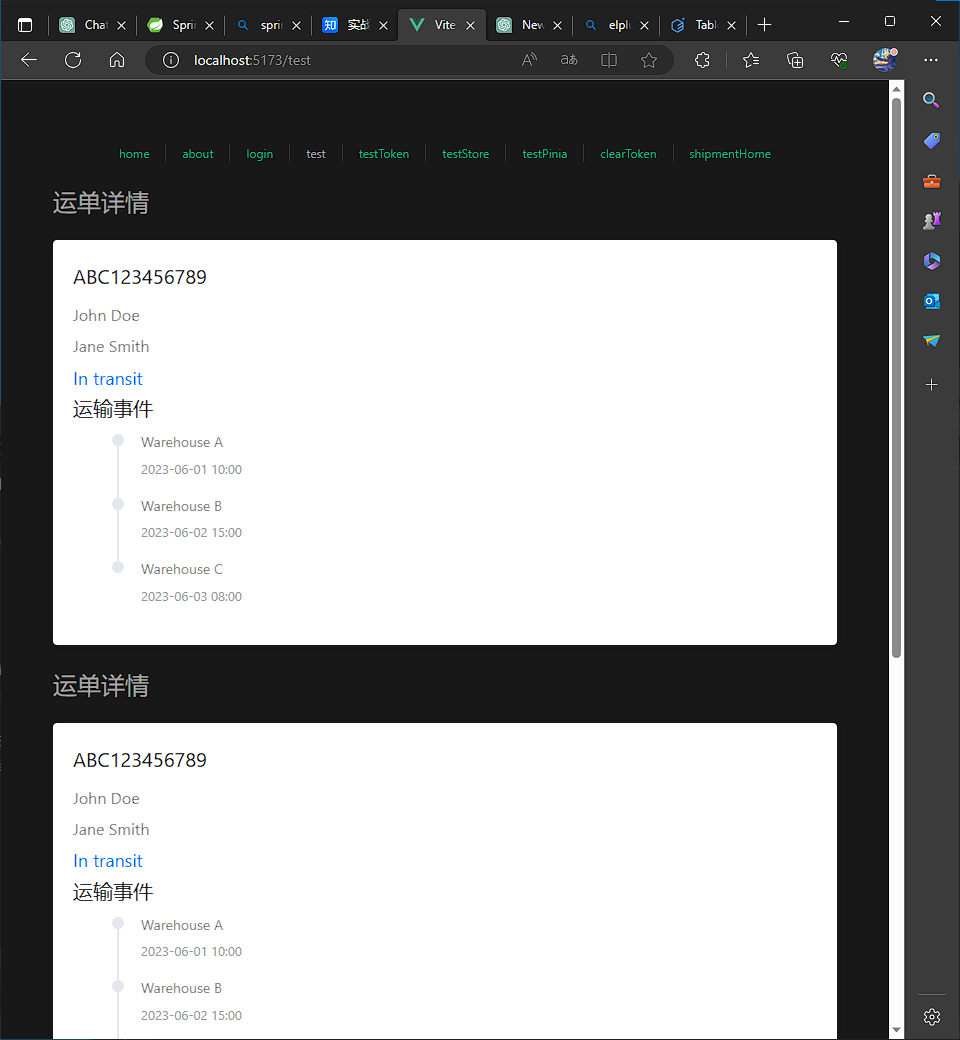 Chat
Spri
spri
实战
Vite
New
elplu
Tabl
localhost:5173/test
home
about
login
test
testToken
testStore
testPinia
clearToken
shipmentHome
运单详情
ABC123456789
John Doe
Jane Smith
In transit
运输事件
Warehouse A
2023-06-01 10:00
Warehouse B
2023-06-02 15:00
Warehouse C
2023-06-03 08:00
运单详情
ABC123456789
John Doe
Jane Smith
In transit
运输事件
Warehouse A
2023-06-01 10:00
Warehouse B
2023-06-02 15:00